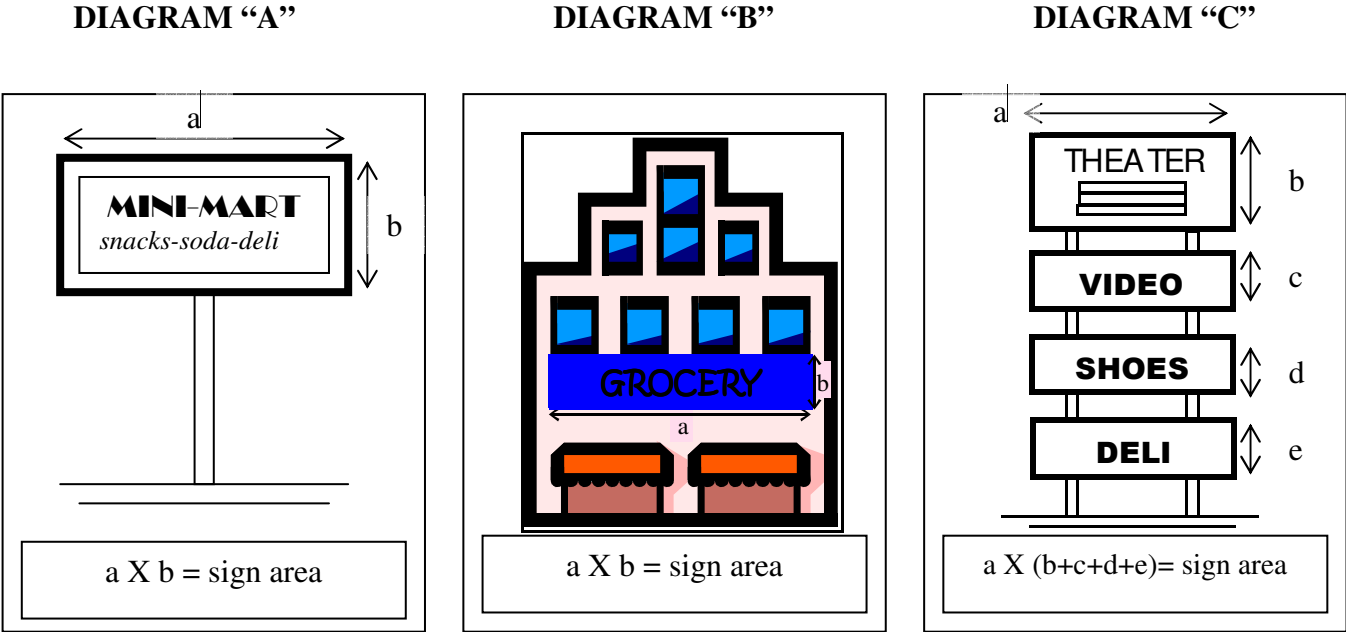 DIAGRAM “A”
a
MINI-MART
snacks-soda-deli
b
a X b = sign area
DIAGRAM “B”
GROCERY
b
a
a X b = sign area
DIAGRAM “C”
a
THEATER
b
VIDEO
c
SHOES
d
DELI
e
a X (b+c+d+e)= sign area